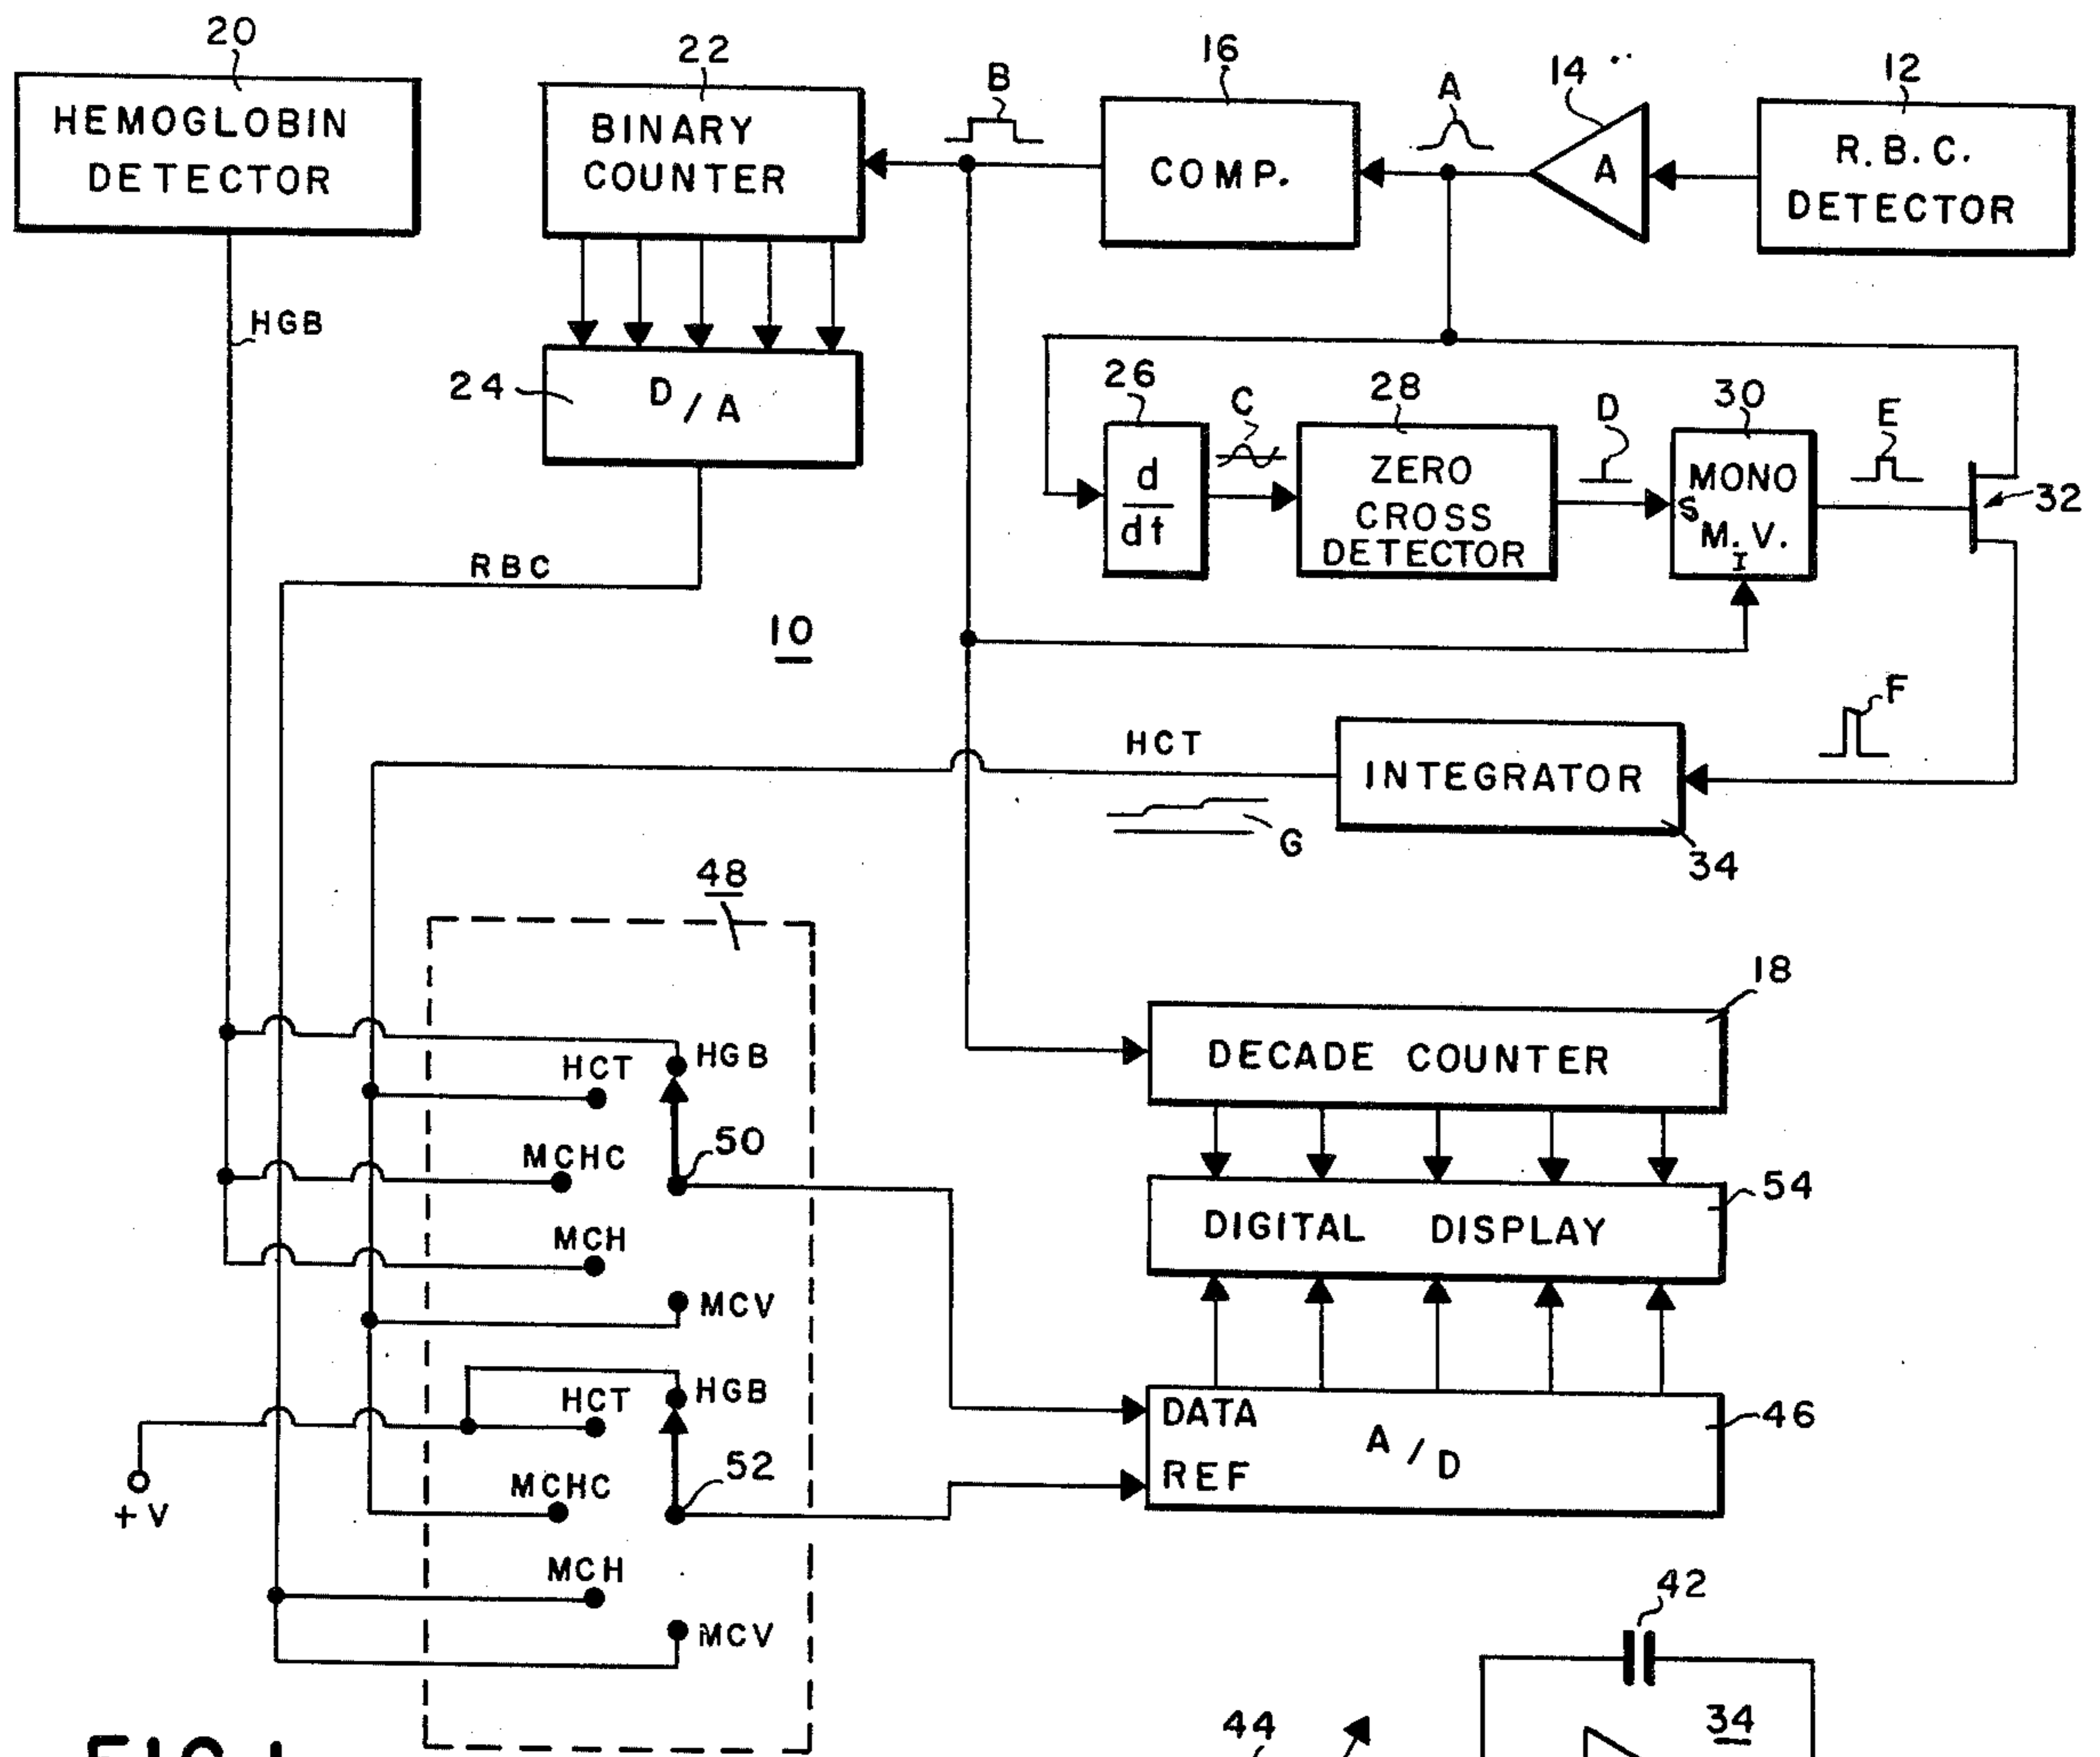 20
HEMOGLOBIN
DETECTOR
22
BINARY
COUNTER
B
16
COMP.
A
14
A
12
R.B.C.
DETECTOR
HGB
24
D/A
RBC
10
26
d
dt
C
28
ZERO
CROSS
DETECTOR
D
30
MONO
S
M.V.
I
E
32
F
HCT
INTEGRATOR
G
34
48
18
DECADE COUNTER
HGB
HCT
MCHC
50
MCH
MCV
54
DIGITAL DISPLAY
HGB
HCT
MCHC
52
MCH
MCV
+V
DATA
REF
A/D
46
42
44
34
FIG. 1